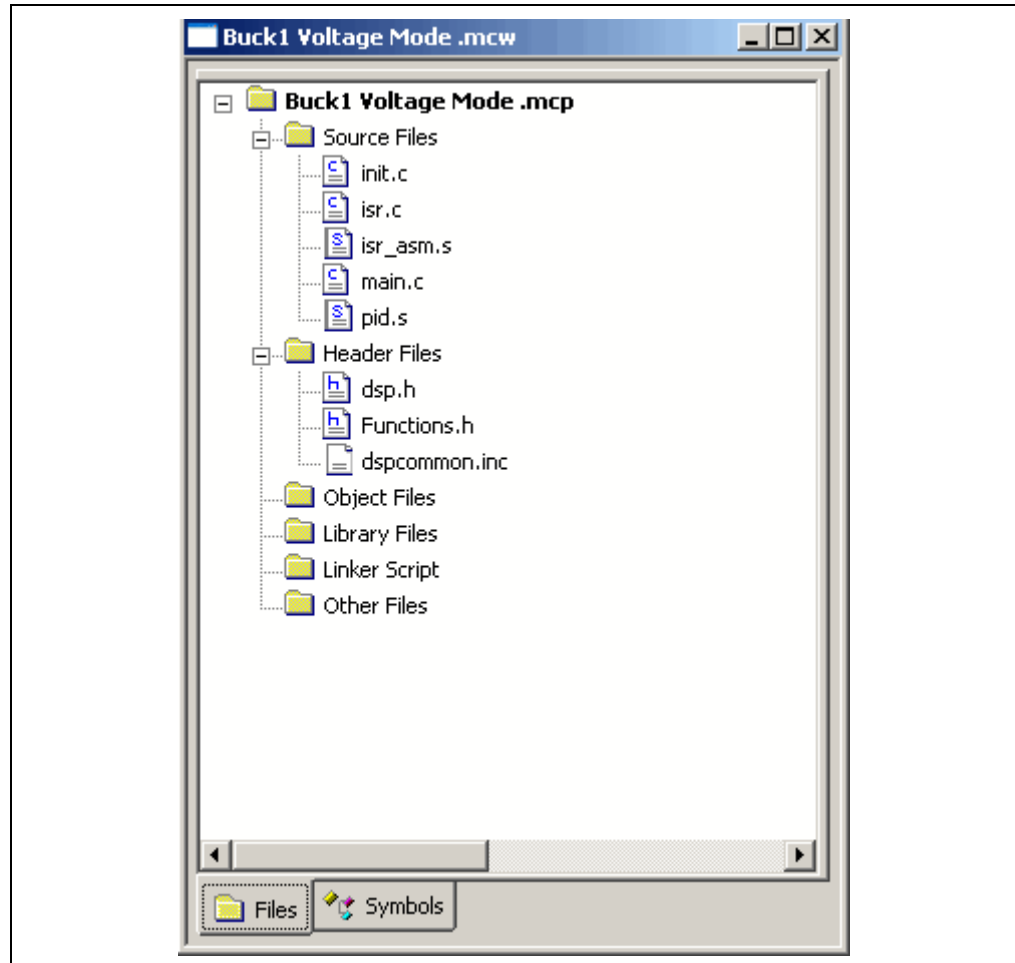 Buck1 Voltage Mode .mcw
Buck1 Voltage Mode .mcp
Source Files
init.c
isr.c
isr_asm.s
main.c
pid.s
Header Files
dsp.h
Functions.h
dspcommon.inc
Object Files
Library Files
Linker Script
Other Files
Files Symbols